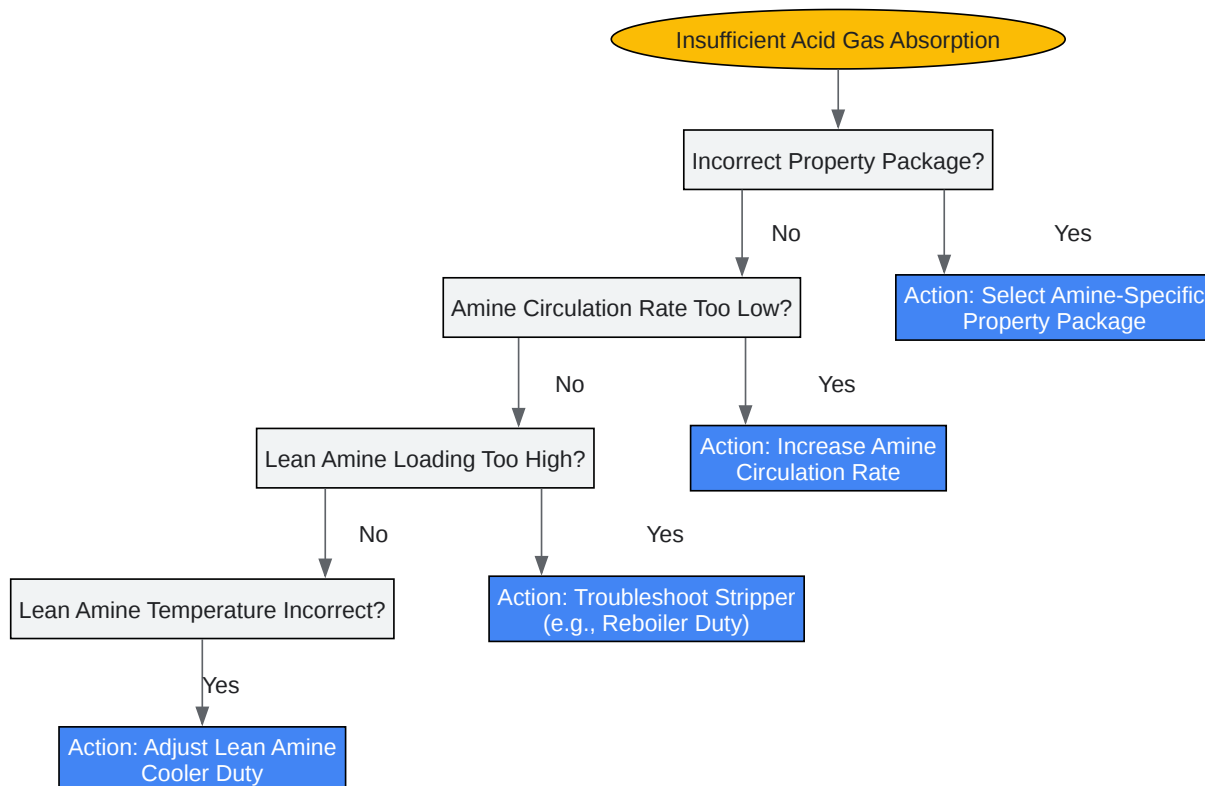 Insufficient Acid Gas Absorption
Incorrect Property Package?
No
Yes
Action: Select Amine-Specific
Property Package
Amine Circulation Rate Too Low?
No
Yes
Action: Increase Amine
Circulation Rate
Lean Amine Loading Too High?
No
Yes
Action: Troubleshoot Stripper
(e.g., Reboiler Duty)
Lean Amine Temperature Incorrect?
Yes
Action: Adjust Lean Amine
Cooler Duty